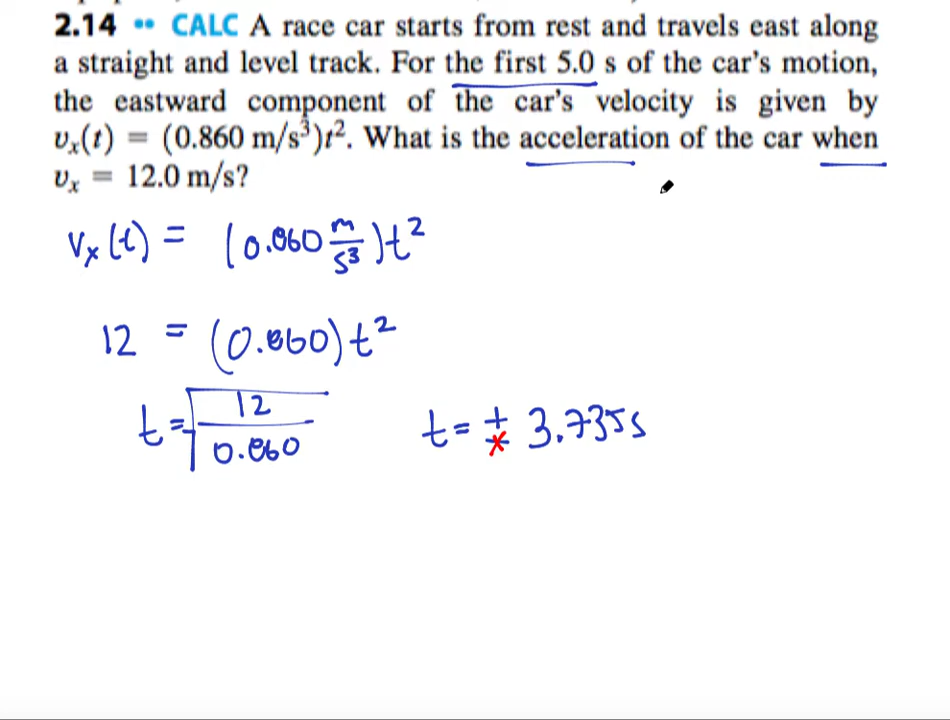 2.14 •• CALC A race car starts from rest and travels east along
a straight and level track. For the first 5.0 s of the car's motion,
the eastward component of the car's velocity is given by
υₓ(t) = (0.860 m/s³)t². What is the acceleration of the car when
υₓ = 12.0 m/s?
Vₓ(t) = (0.860 m/s³)t²
12 = (0.860)t²
t = √(12/0.860) t = ± 3.735s